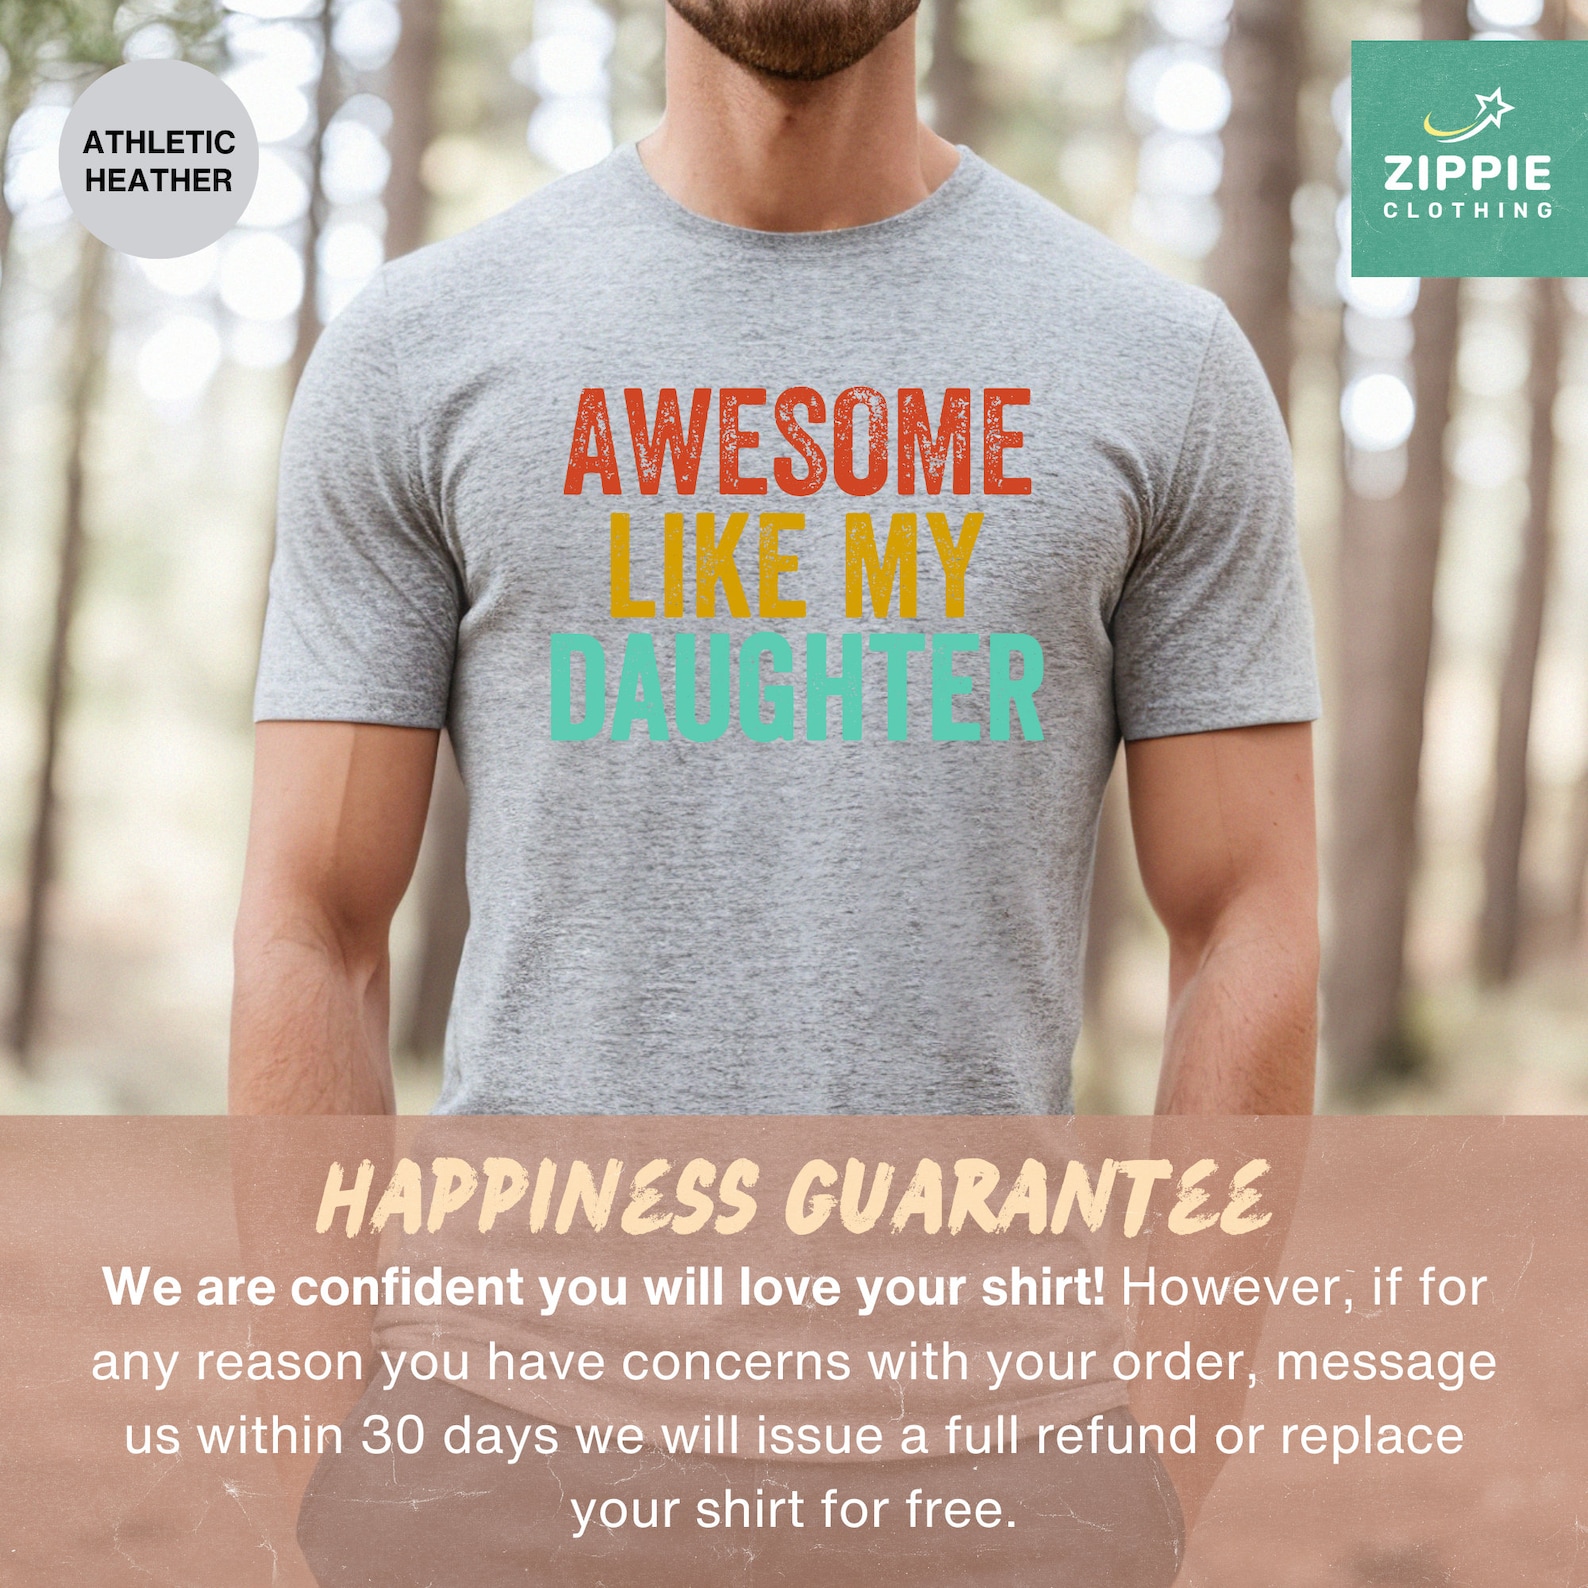 ATHLETIC
HEATHER
ZIPPIE
CLOTHING
AWESOME
LIKE MY
DAUGHTER
HAPPINESS GUARANTEE
We are confident you will love your shirt! However, if for
any reason you have concerns with your order, message
us within 30 days we will issue a full refund or replace
your shirt for free.